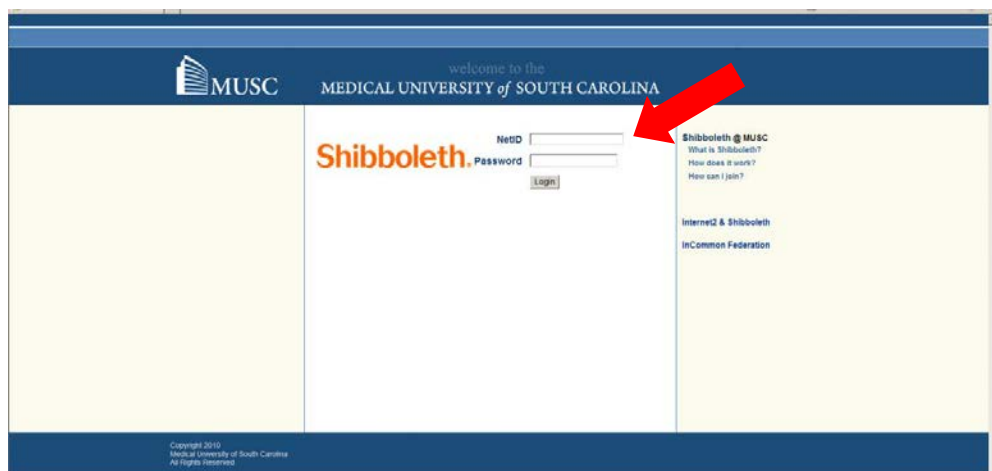 MUSC
welcome to the
MEDICAL UNIVERSITY of SOUTH CAROLINA
Shibboleth.
NetID
Password
Login
Shibboleth @ MUSC
What is Shibboleth?
How does it work?
How can I join?
Internet2 & Shibboleth
InCommon Federation
Copyright 2010
Medical University of South Carolina
All Rights Reserved